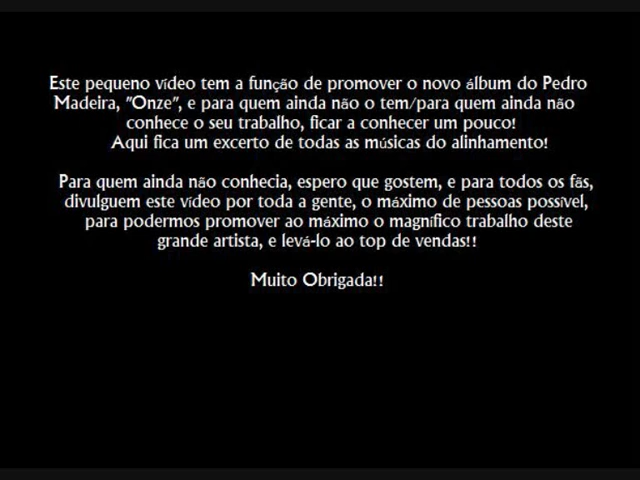 Este pequeno vídeo tem a função de promover o novo álbum do Pedro
Madeira, "Onze", e para quem ainda não o tem/para quem ainda não
conhece o seu trabalho, ficar a conhecer um pouco!
Aqui fica um excerto de todas as músicas do alinhamento!
Para quem ainda não conhecia, espero que gostem, e para todos os fãs,
divulguem este vídeo por toda a gente, o máximo de pessoas possível,
para podermos promover ao máximo o magnífico trabalho deste
grande artista, e levá-lo ao top de vendas!!
Muito Obrigada!!